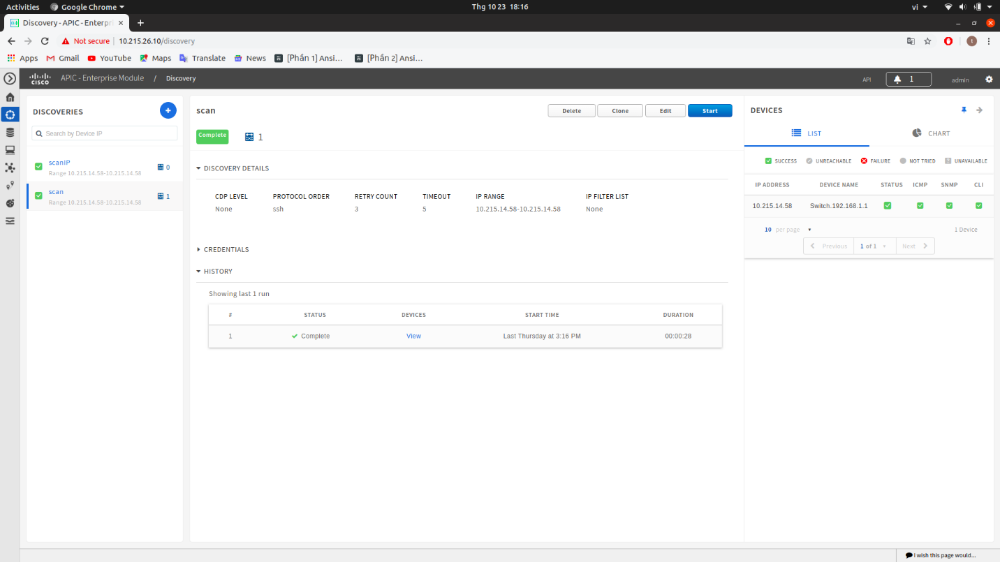 Activities Google Chrome Thg 10 23 18:16 vi
Discovery - APIC - Enterpri
Not secure 10.215.26.10/discovery
Apps Gmail YouTube Maps Translate News [Phần 1] Ansi... [Phần 2] Ansi...
CISCO APIC - Enterprise Module / Discovery API 1 admin
DISCOVERIES
Search by Device IP
scanIP
Range 10.215.14.58-10.215.14.58
0
scan
Range 10.215.14.58-10.215.14.58
1
scan
Delete Clone Edit Start
Complete 1
DISCOVERY DETAILS
CDP LEVEL PROTOCOL ORDER RETRY COUNT TIMEOUT IP RANGE IP FILTER LIST
None ssh 3 5 10.215.14.58-10.215.14.58 None
CREDENTIALS
HISTORY
Showing last 1 run
# STATUS DEVICES START TIME DURATION
1 Complete View Last Thursday at 3:16 PM 00:00:28
DEVICES
LIST CHART
SUCCESS UNREACHABLE FAILURE NOT TRIED UNAVAILABLE
IP ADDRESS DEVICE NAME STATUS ICMP SNMP CLI
10.215.14.58 Switch.192.168.1.1
10 per page 1 Device
Previous 1 of 1 Next
I wish this page would...